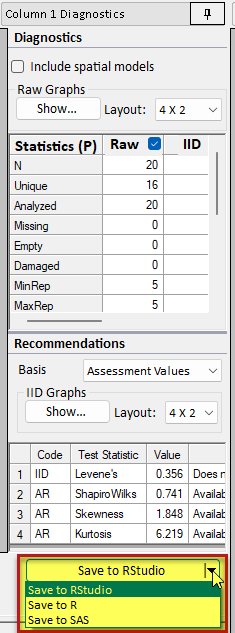 Column 1 Diagnostics
Diagnostics
Include spatial models
Raw Graphs
Show... Layout: 4 X 2
Statistics (P) Raw IID
N 20
Unique 16
Analyzed 20
Missing 0
Empty 0
Damaged 0
MinRep 5
MaxRep 5
Recommendations
Basis Assessment Values
IID Graphs
Show... Layout: 4 X 2
Code Test Statistic Value
1 IID Levene's 0.356 Does n
2 AR ShapiroWilks 0.741 Availab
3 AR Skewness 1.848 Availab
4 AR Kurtosis 6.219 Availab
Save to RStudio
Save to RStudio
Save to R
Save to SAS